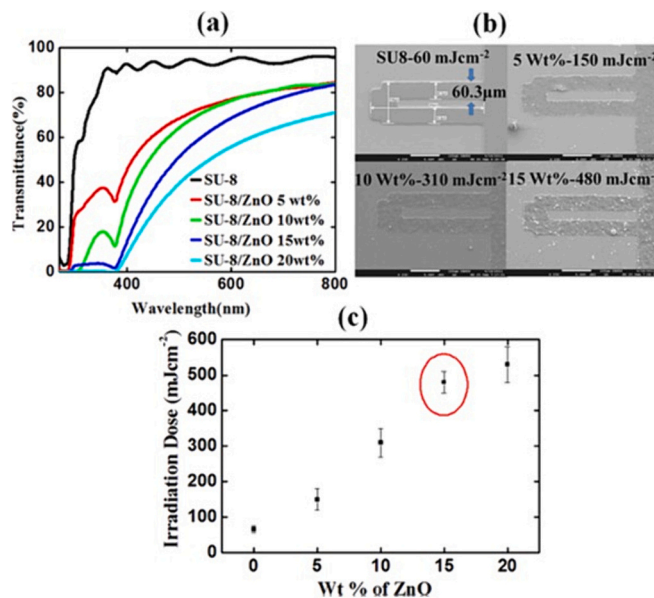 (a)
100
80
60
40
20
0
Transmittance(%)
SU-8
SU-8/ZnO 5 wt%
SU-8/ZnO 10wt%
SU-8/ZnO 15wt%
SU-8/ZnO 20wt%
400 500 600 700 800
Wavelength(nm)
(b)
SU8-60 mJcm-2
60.3μm
5 Wt%-150 mJcm-2
10 Wt%-310 mJcm-2
15 Wt%-480 mJcm-2
(c)
600
500
400
300
200
100
0
Irradiation Dose (mJcm-2)
0 5 10 15 20
Wt % of ZnO